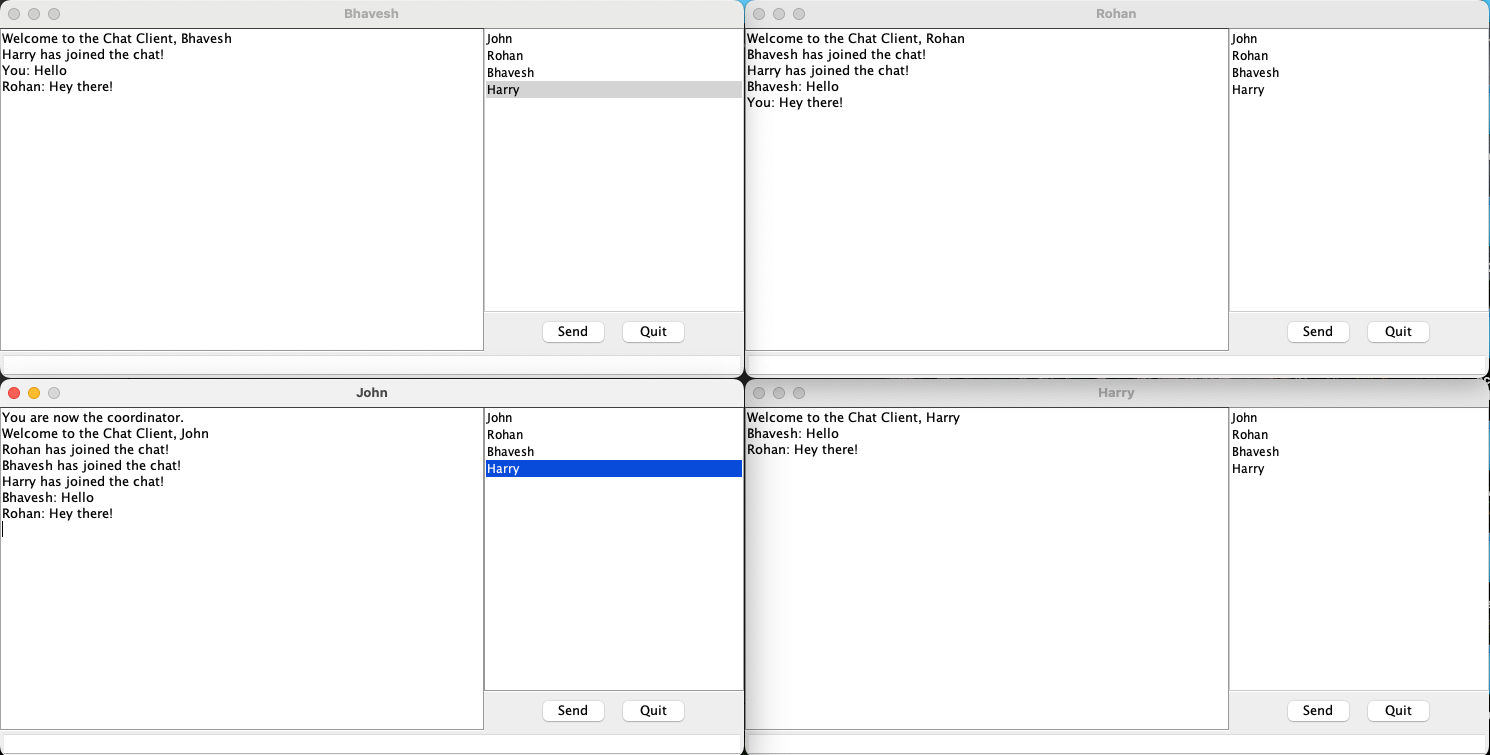 Bhavesh
Welcome to the Chat Client, Bhavesh
Harry has joined the chat!
You: Hello
Rohan: Hey there!
John
Rohan
Bhavesh
Harry
Send
Quit
Rohan
Welcome to the Chat Client, Rohan
Bhavesh has joined the chat!
Harry has joined the chat!
Bhavesh: Hello
You: Hey there!
John
Rohan
Bhavesh
Harry
Send
Quit
John
You are now the coordinator.
Welcome to the Chat Client, John
Rohan has joined the chat!
Bhavesh has joined the chat!
Harry has joined the chat!
Bhavesh: Hello
Rohan: Hey there!
John
Rohan
Bhavesh
Harry
Send
Quit
Harry
Welcome to the Chat Client, Harry
Bhavesh: Hello
Rohan: Hey there!
John
Rohan
Bhavesh
Harry
Send
Quit